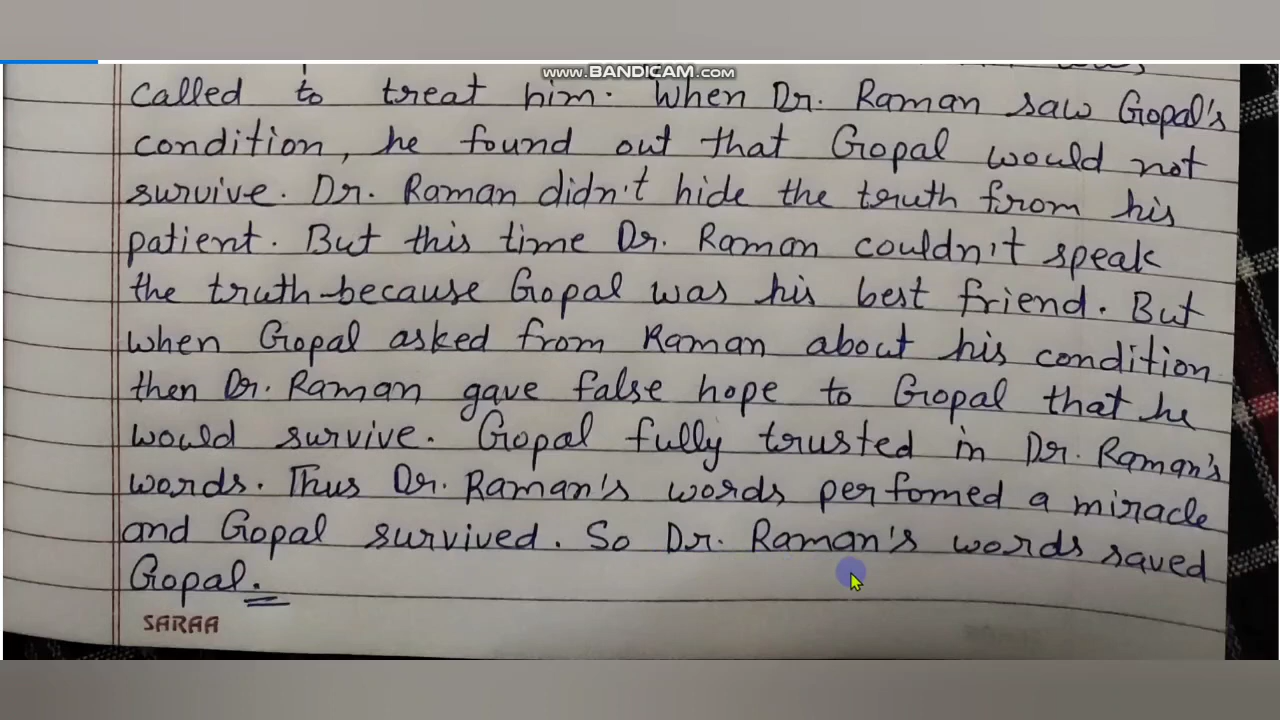 www.BANDICAM.com
called to treat him. When Dr. Raman saw Gopal's
condition, he found out that Gopal would not
survive. Dr. Raman didn't hide the truth from his
patient. But this time Dr. Raman couldn't speak
the truth because Gopal was his best friend. But
when Gopal asked from Raman about his condition
then Dr. Raman gave false hope to Gopal that he
would survive. Gopal fully trusted in Dr. Raman's
words. Thus Dr. Raman's words perfomed a miracle
and Gopal survived. So Dr. Raman's words saved
Gopal.
SARAA